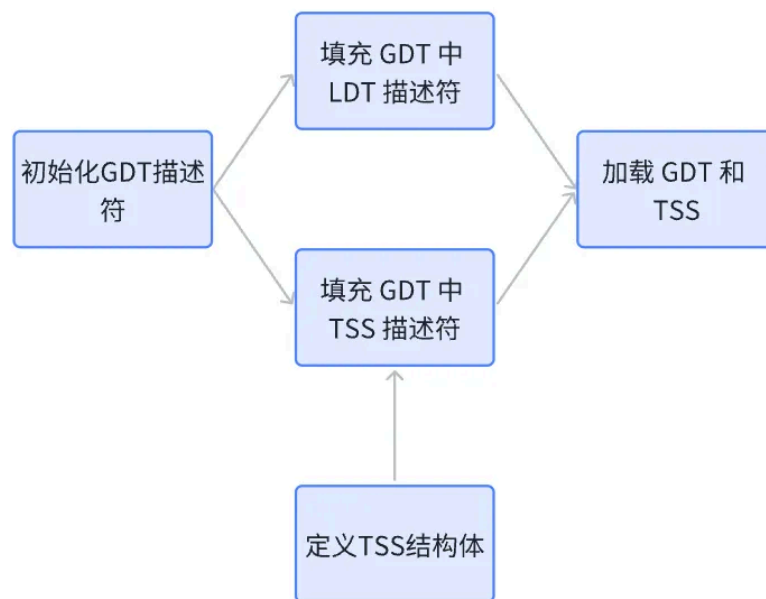 填充 GDT 中
LDT 描述符
初始化GDT描述
符
加载 GDT 和
TSS
填充 GDT 中
TSS 描述符
定义TSS结构体